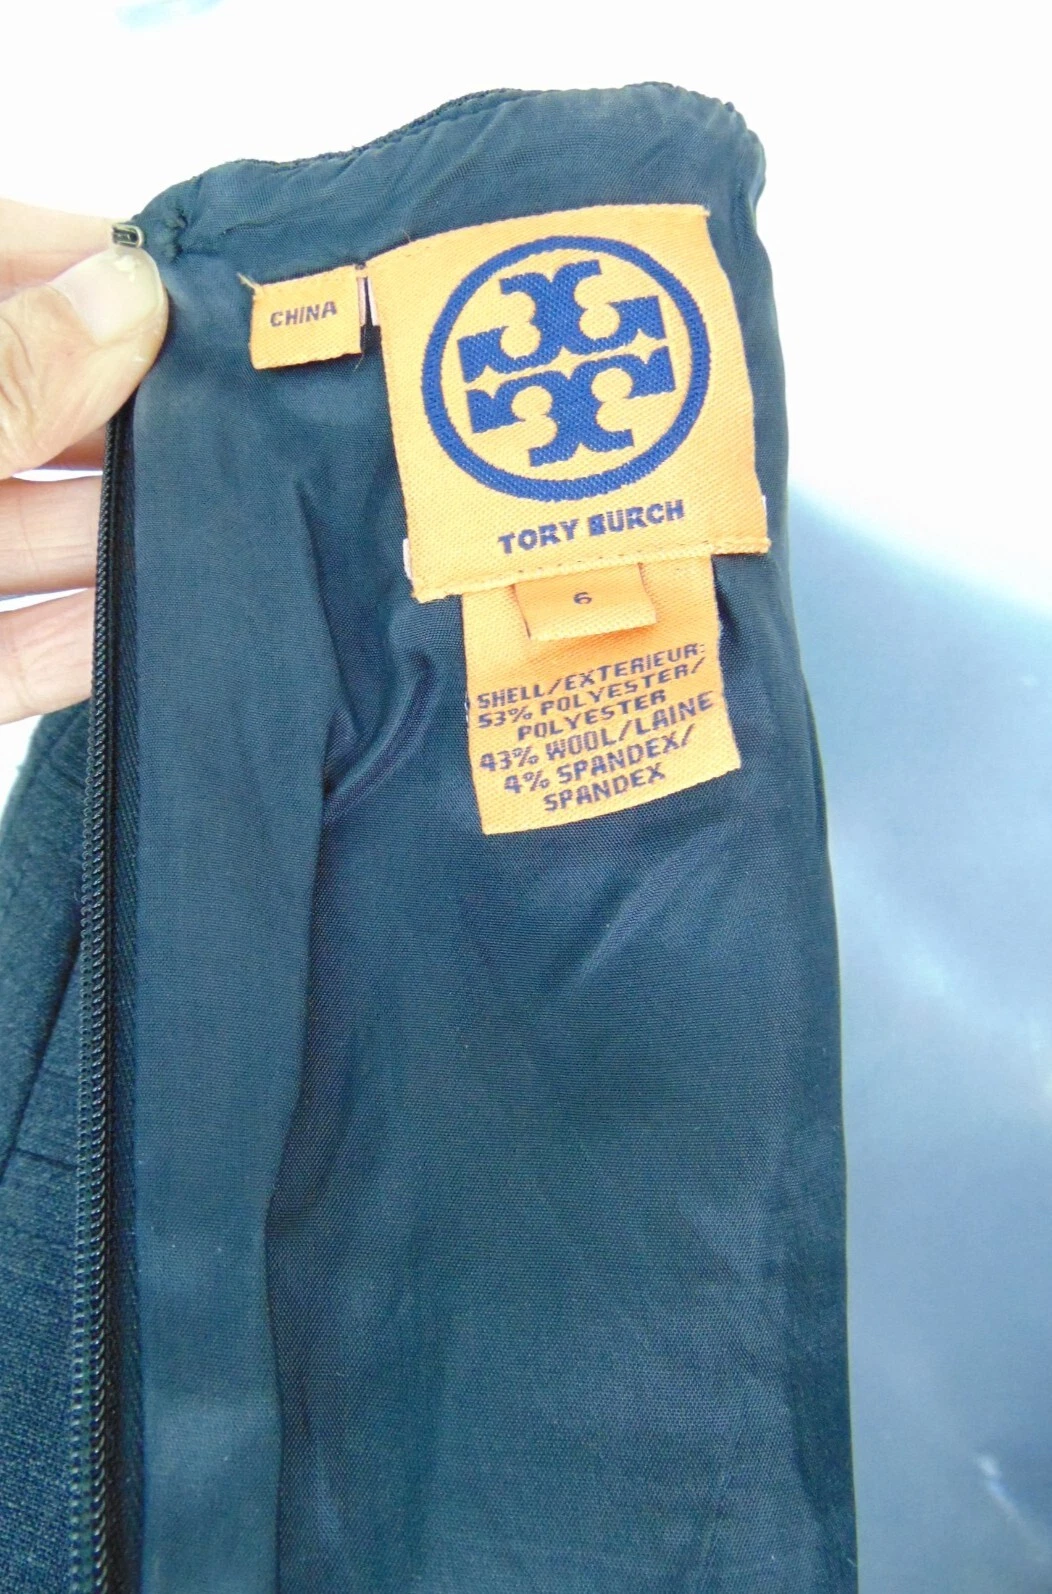 CHINA
TORY BURCH
6
SHELL/EXTERIEUR:
53% POLYESTER/
POLYESTER
43% WOOL/LAINE
4% SPANDEX/
SPANDEX